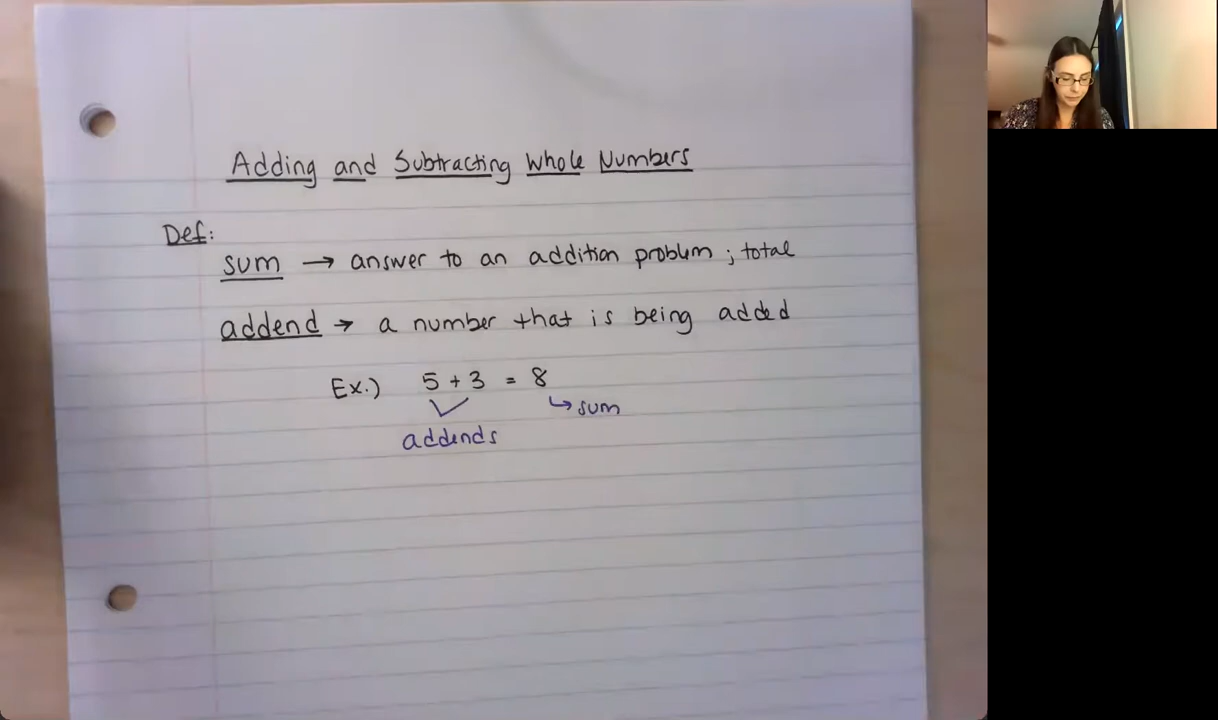 Adding and Subtracting Whole Numbers
Def:
sum → answer to an addition problem ; total
addend → a number that is being added
Ex.) 5 + 3 = 8
↳ sum
addends